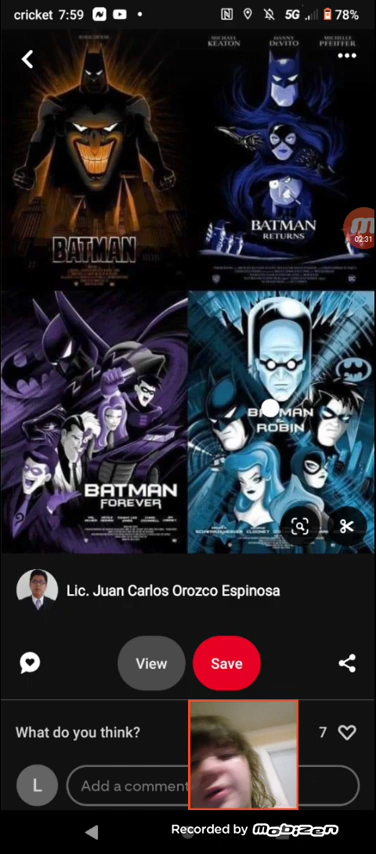 cricket 7:59
5G
78%
MICHAEL KEATON DANNY DEVITO MICHELLE PFEIFFER
BATMAN
BATMAN
RETURNS
02:31
BATMAN
FOREVER
BATMAN
& ROBIN
Lic. Juan Carlos Orozco Espinosa
View
Save
What do you think?
7
L
Add a comment
Recorded by mobizen